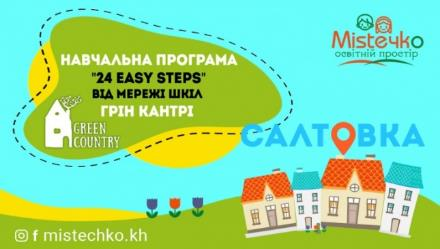 НАВЧАЛЬНА ПРОГРАМА
"24 EASY STEPS"
ВІД МЕРЕЖІ ШКІЛ
ГРІН КАНТРІ
GREEN
COUNTRY
Містечко
освітній простір
САЛТОВКА
f mistechko.kh